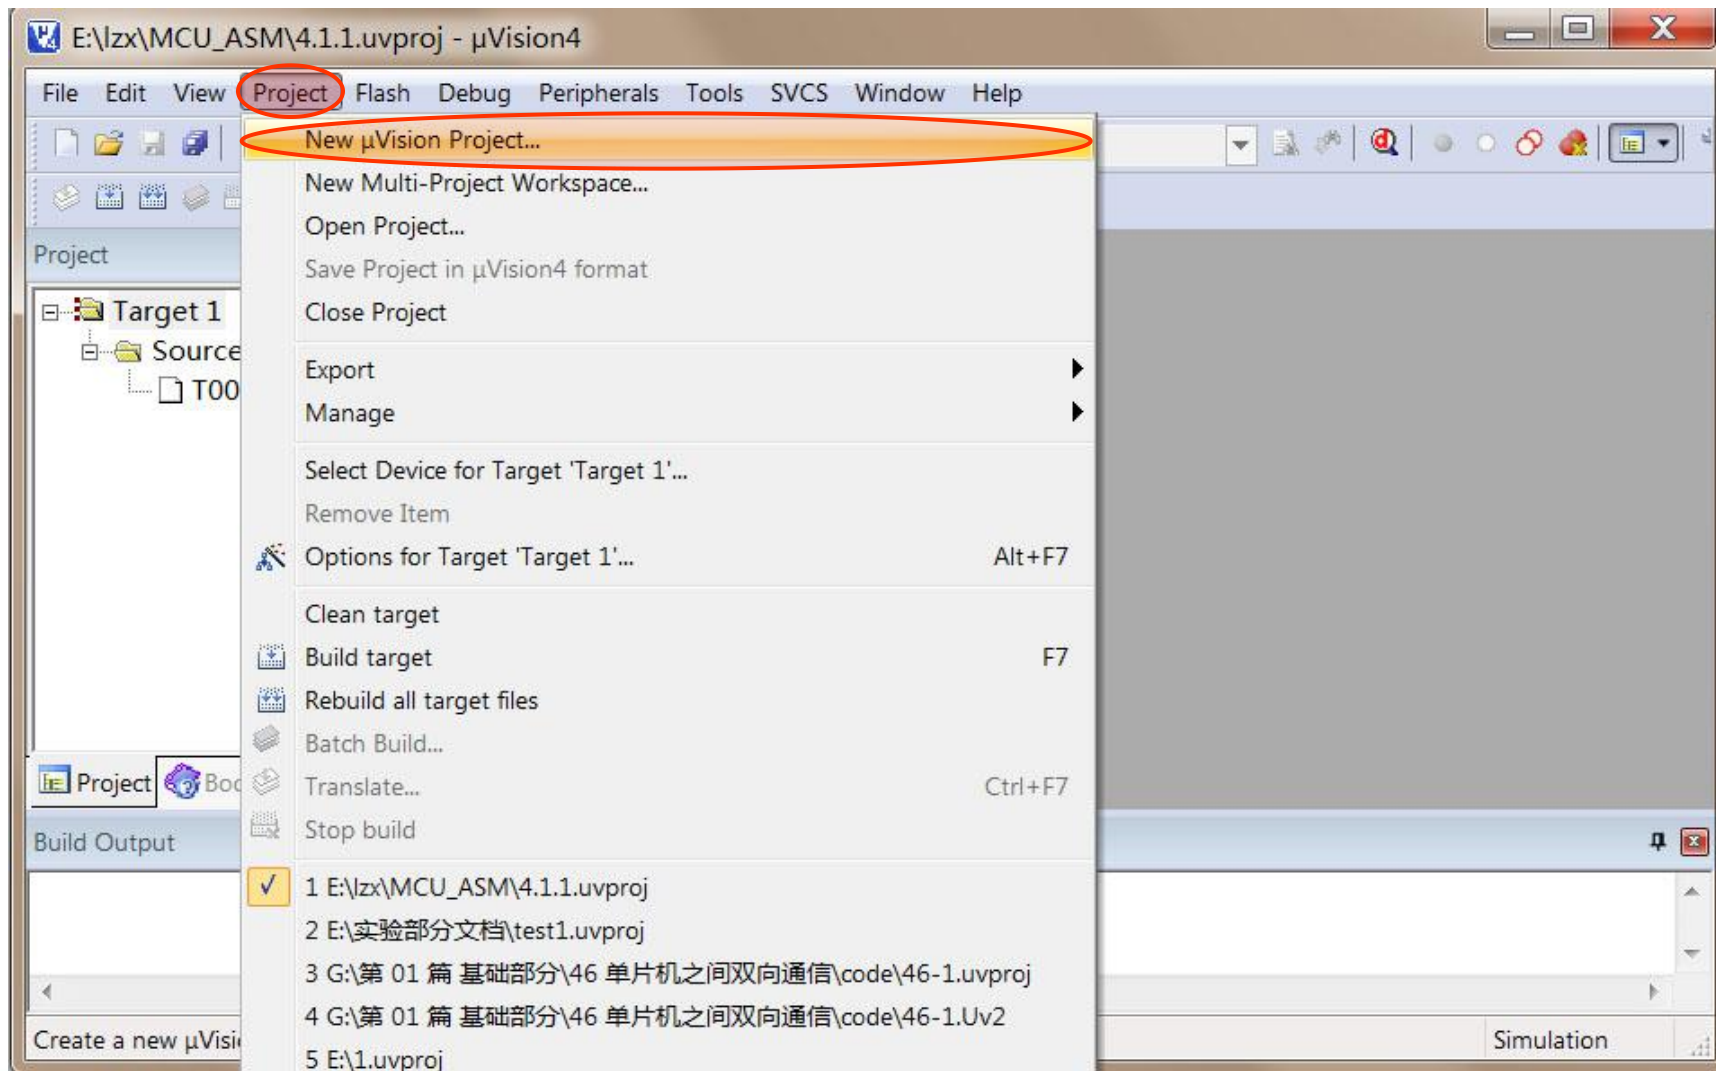 E:\lzx\MCU_ASM\4.1.1.uvproj - µVision4
File Edit View Project Flash Debug Peripherals Tools SVCS Window Help
New µVision Project...
New Multi-Project Workspace...
Open Project...
Project
Save Project in µVision4 format
Target 1
Close Project
Source
Export
T00
Manage
Select Device for Target 'Target 1'...
Remove Item
Options for Target 'Target 1'... Alt+F7
Clean target
Build target F7
Rebuild all target files
Batch Build...
Project Boo
Translate... Ctrl+F7
Stop build
Build Output
1 E:\lzx\MCU_ASM\4.1.1.uvproj
2 E:\实验部分文档\test1.uvproj
3 G:\第 01 篇 基础部分\46 单片机之间双向通信\code\46-1.uvproj
4 G:\第 01 篇 基础部分\46 单片机之间双向通信\code\46-1.Uv2
Create a new µVisi Simulation
5 E:\1.uvproj